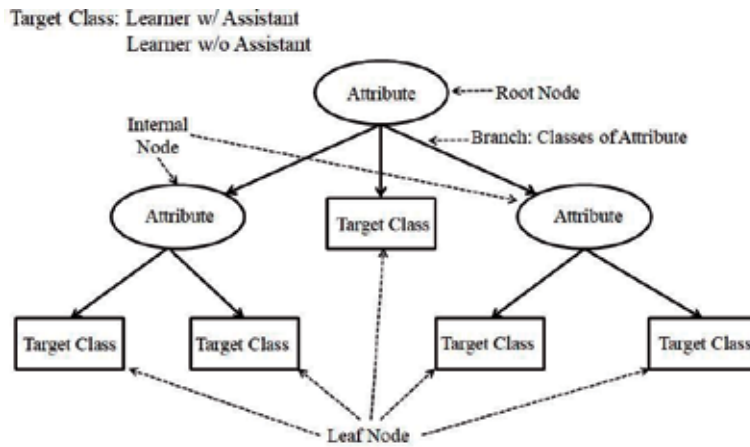 Target Class: Learner w/ Assistant
Learner w/o Assistant
Attribute
Root Node
Internal
Node
Branch: Classes of Attribute
Attribute
Target Class
Attribute
Target Class
Target Class
Target Class
Target Class
Leaf Node